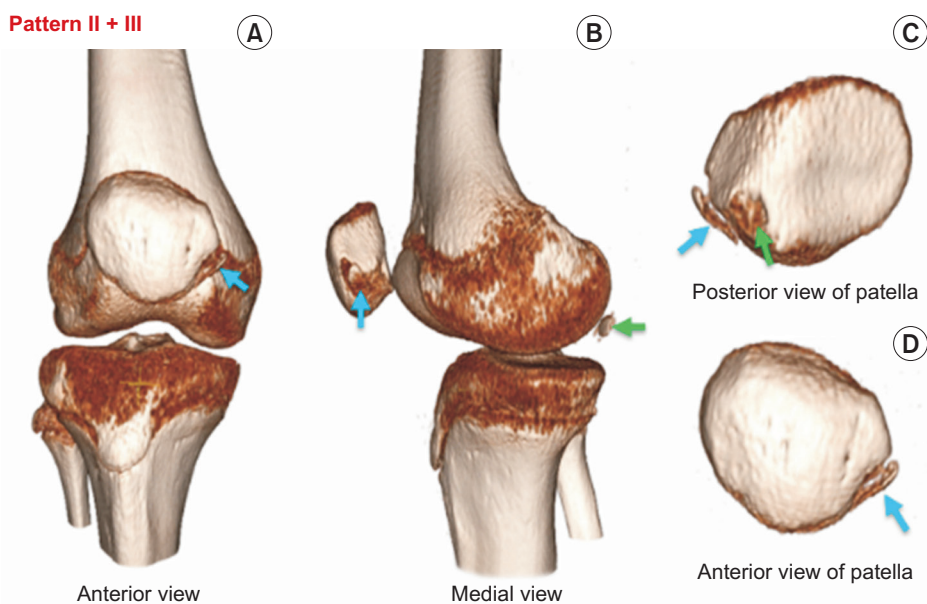 Pattern II + III
A
B
C
Posterior view of patella
D
Anterior view
Medial view
Anterior view of patella